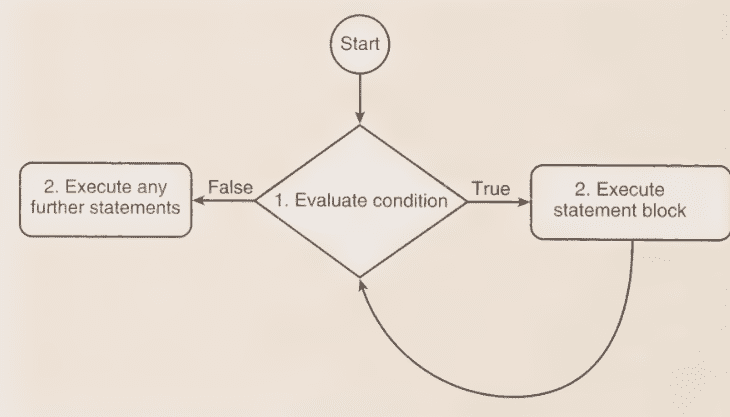 Start
2. Execute any
further statements
False
1. Evaluate condition
True
2. Execute
statement block